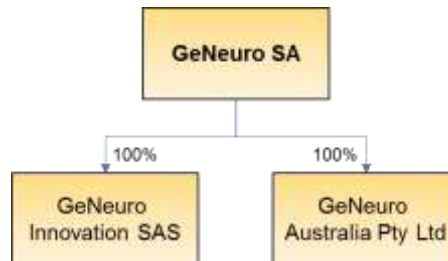 GeNeuro SA
100%
100%
GeNeuro
Innovation SAS
GeNeuro
Australia Pty Ltd